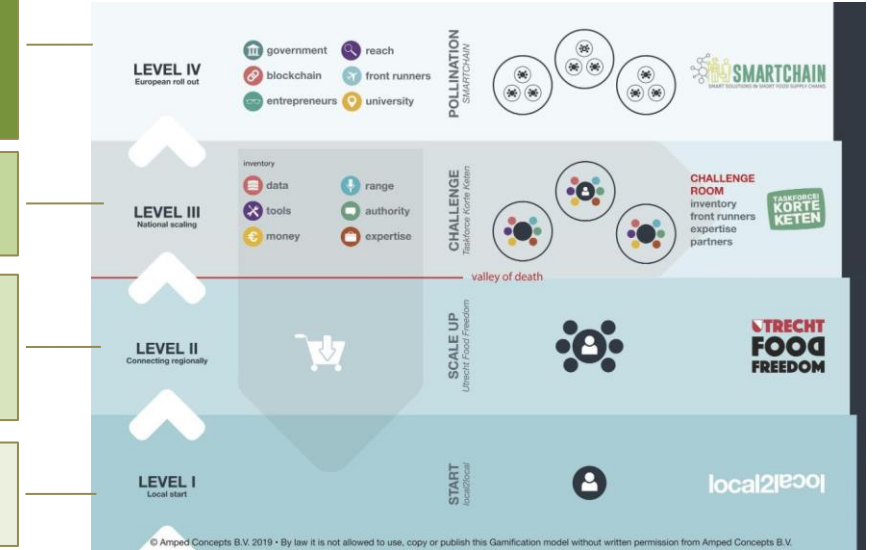 LEVEL IV
European roll out
government
reach
blockchain
front runners
entrepreneurs
university
POLLINATION
SMARTCHAIN
SMARTCHAIN
SMART SOLUTIONS IN SHORT FOOD SUPPLY CHAINS
LEVEL III
National scaling
inventory
data
range
tools
authority
€ money
expertise
CHALLENGE
Taskforce Korte Keten
CHALLENGE
ROOM
inventory
front runners
expertise
partners
TASKFORCE
KORTE
KETEN
valley of death
LEVEL II
Connecting regionally
SCALE UP
Utrecht Food Freedom
UTRECHT
FOOD
FREEDOM
LEVEL I
Local start
START
local2local
local2local
© Amped Concepts B.V. 2019 • By law it is not allowed to use, copy or publish this Gamification model without written permission from Amped Concepts B.V.